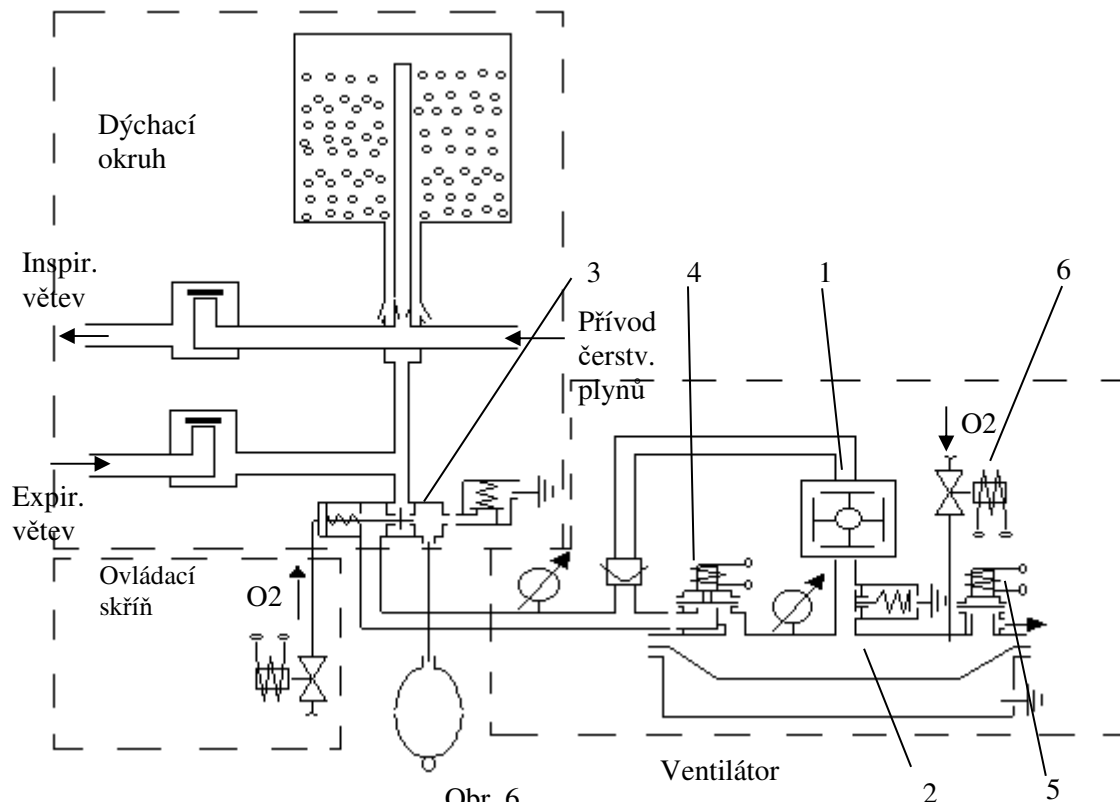 Dýchací
okruh
Inspir.
větev
3
4
1
6
Přívod
čerstv.
plynů
O2
Expir.
větev
Ovládací
skříň
O2
Ventilátor
2
5
Obr. 6